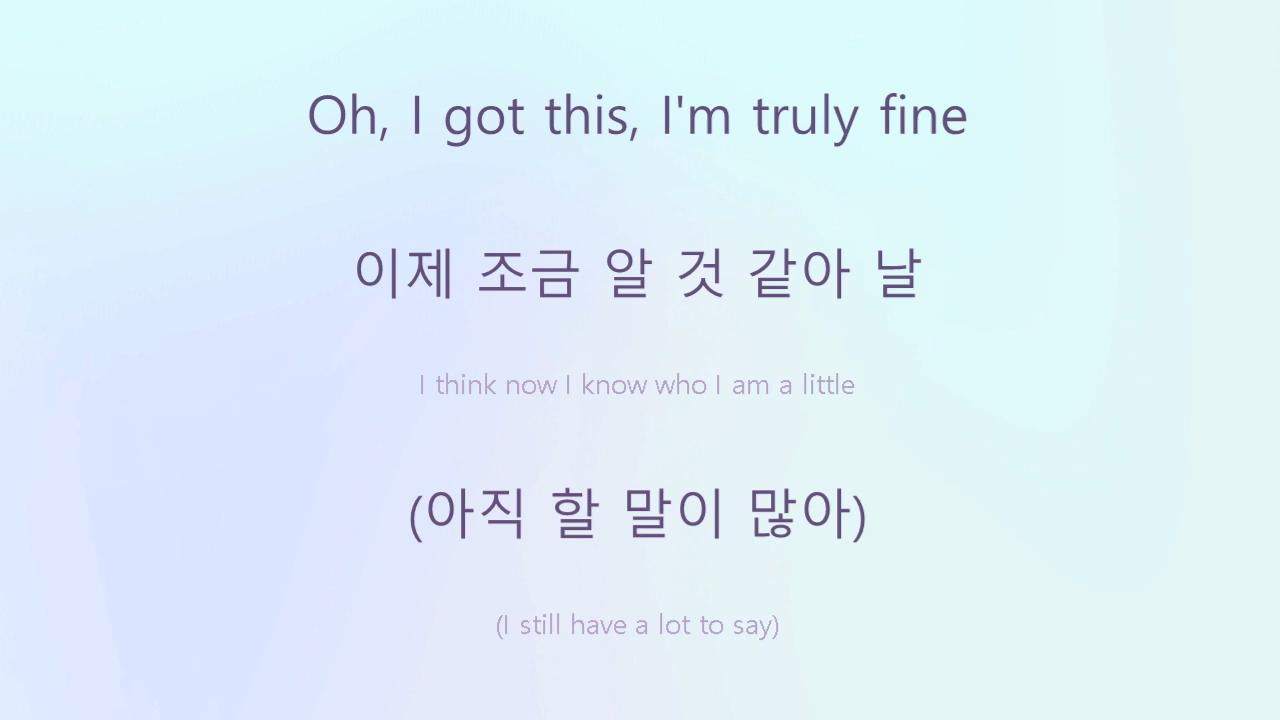 Oh, I got this, I'm truly fine
이제 조금 알 것 같아 날
I think now I know who I am a little
(아직 할 말이 많아)
(I still have a lot to say)